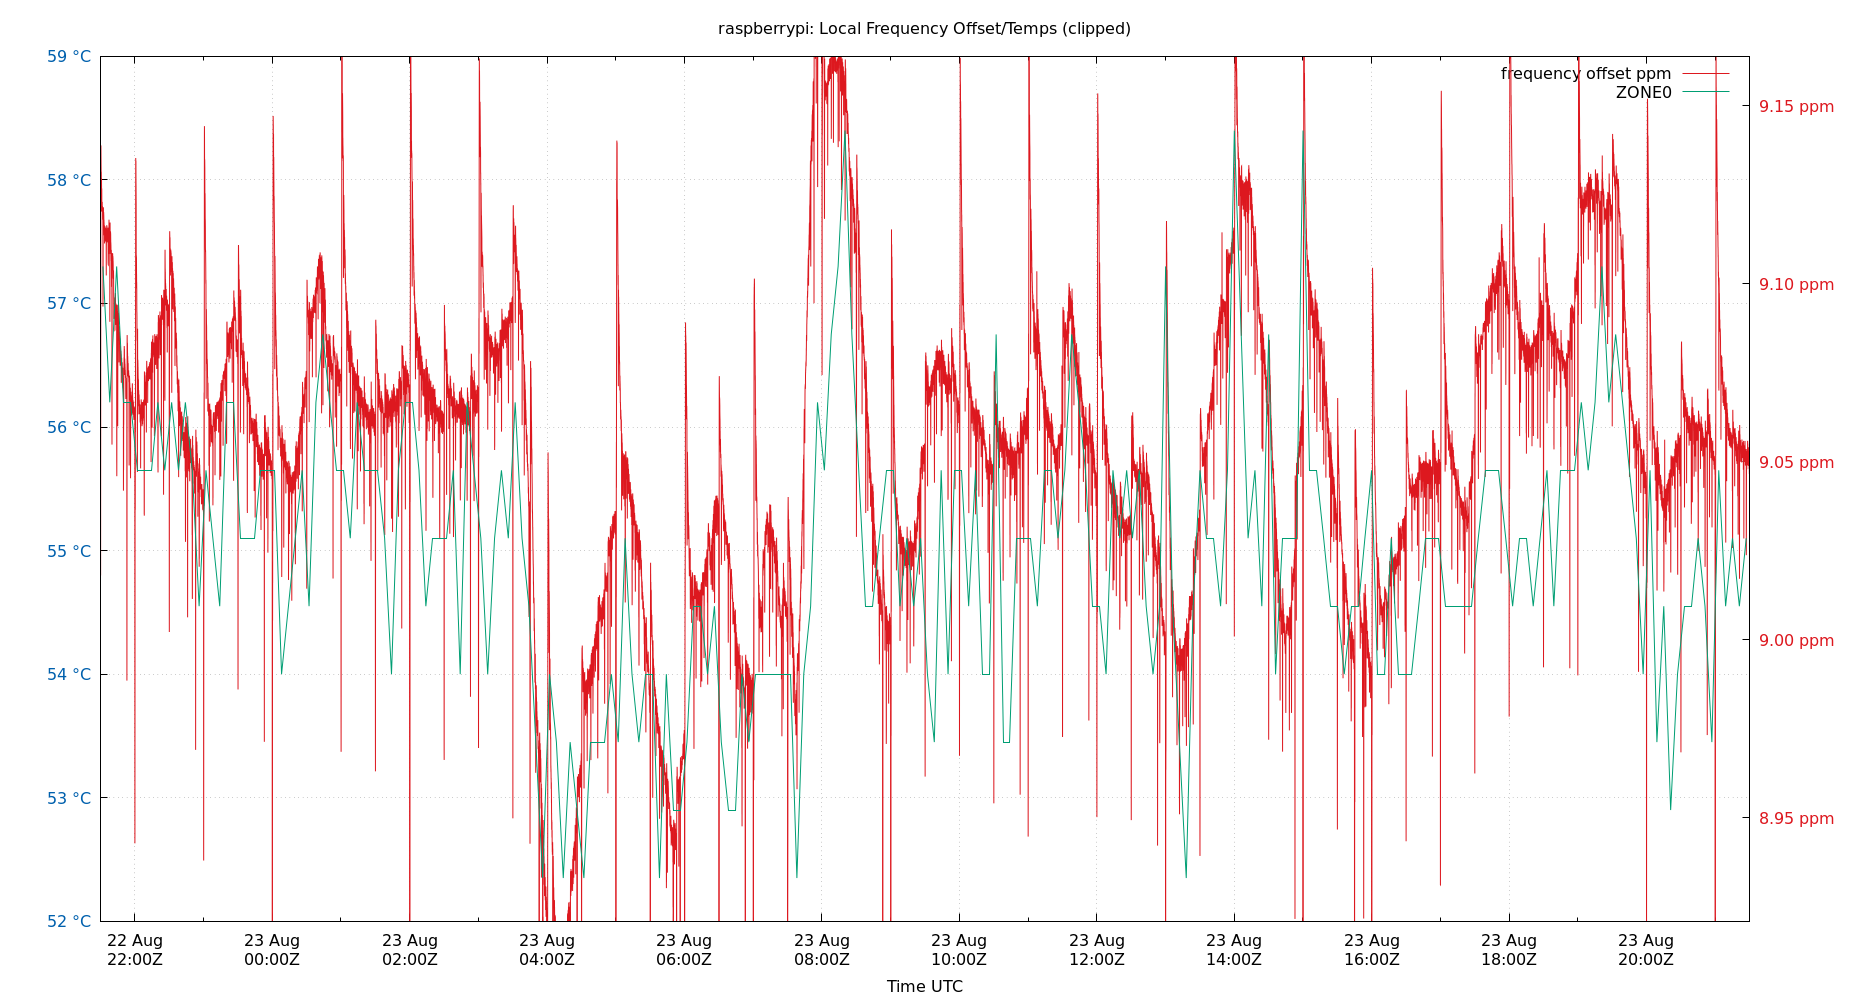 raspberrypi: Local Frequency Offset/Temps (clipped)
59 °C
58 °C
57 °C
56 °C
55 °C
54 °C
53 °C
52 °C
frequency offset ppm
ZONE0
9.15 ppm
9.10 ppm
9.05 ppm
9.00 ppm
8.95 ppm
22 Aug 23 Aug 23 Aug 23 Aug 23 Aug 23 Aug 23 Aug 23 Aug 23 Aug 23 Aug 23 Aug 23 Aug
22:00Z 00:00Z 02:00Z 04:00Z 06:00Z 08:00Z 10:00Z 12:00Z 14:00Z 16:00Z 18:00Z 20:00Z
Time UTC